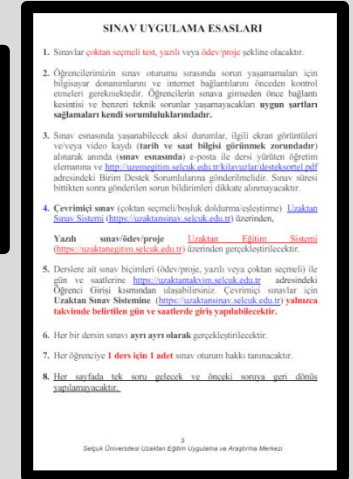 SINAV UYGULAMA ESASLARI
1. Sınavlar çoktan seçmeli test, yazılı veya ödev/proje şekline olacaktır.
2. Öğrencilerimizin sınav oturumu sırasında sorun yaşamamaları için
bilgisayar donanımlarını ve internet bağlantılarını önceden kontrol
etmeleri gerekmektedir. Öğrencilerin sınava girmeden önce bağlantı
kesintisi ve benzeri teknik sorunlar yaşamayacakları uygun şartları
sağlamaları kendi sorumluluklarındadır.
3. Sınav esnasında yaşanabilecek aksi durumlar, ilgili ekran görüntüleri
ve/veya video kaydı (tarih ve saat bilgisi görünmek zorundadır)
alınarak anında (sınav esnasında) e-posta ile dersi yürüten öğretim
elemanına ve http://uzemegitim.selcuk.edu.tr/kilavuzlar/desteksortel.pdf
adresindeki Birim Destek Sorumlularına gönderilmelidir. Sınav süresi
bittikten sonra gönderilen sorun bildirimleri dikkate alınmayacaktır.
4. Çevrimiçi sınav (çoktan seçmeli/boşluk doldurma/eşleştirme) Uzaktan
Sınav Sistemi (https://uzaktansinav.selcuk.edu.tr) üzerinden,
Yazılı sınav/ödev/proje Uzaktan Eğitim Sistemi
(https://uzaktanegitim.selcuk.edu.tr) üzerinden gerçekleştirilecektir.
5. Derslere ait sınav biçimleri (ödev/proje, yazılı veya çoktan seçmeli) ile
gün ve saatlerine https://uzaktantakvim.selcuk.edu.tr adresindeki
Öğrenci Girişi kısmından ulaşabilirsiniz. Çevrimiçi sınavlar için
Uzaktan Sınav Sistemine (https://uzaktansinav.selcuk.edu.tr) yalnızca
takvimde belirtilen gün ve saatlerde giriş yapılabilecektir.
6. Her bir dersin sınavı ayrı ayrı olarak gerçekleştirilecektir.
7. Her öğrenciye 1 ders için 1 adet sınav oturum hakkı tanınacaktır.
8. Her sayfada tek soru gelecek ve önceki soruya geri dönüş
yapılamayacaktır.
3
Selçuk Üniversitesi Uzaktan Eğitim Uygulama ve Araştırma Merkezi